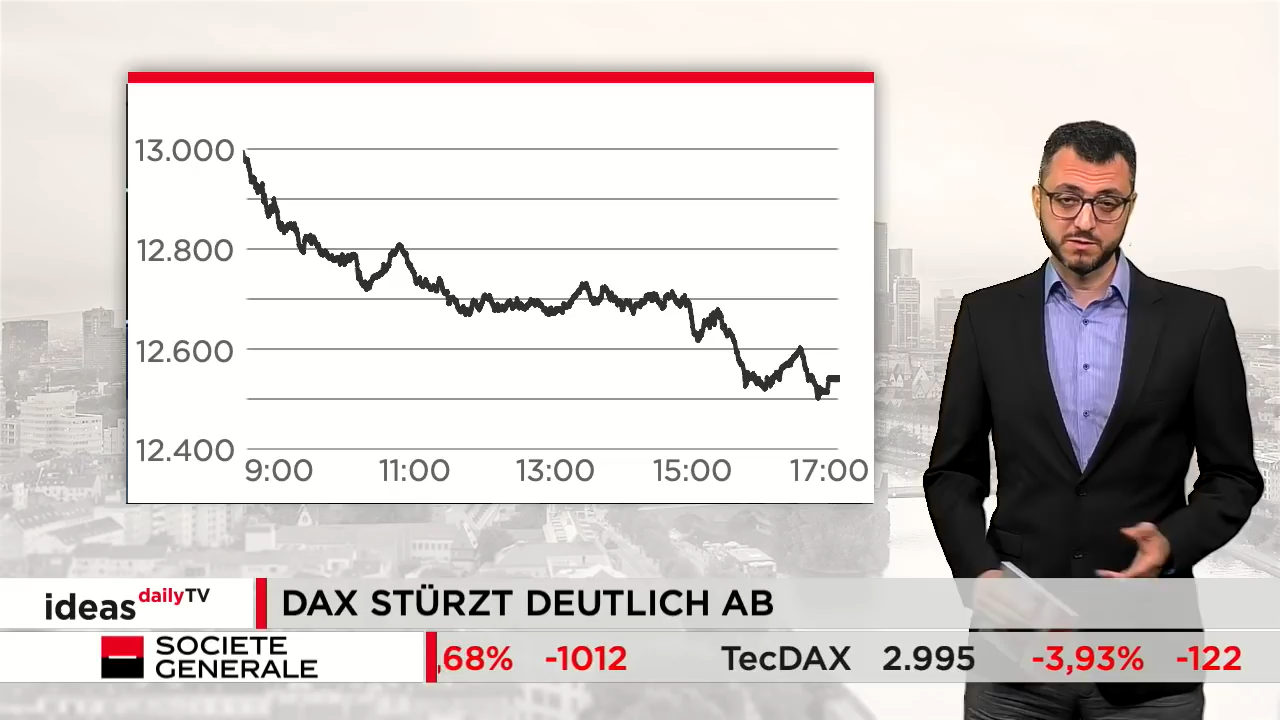 13.000
12.800
12.600
12.400
9:00 11:00 13:00 15:00 17:00
ideas dailyTV
DAX STÜRZT DEUTLICH AB
SOCIETE
GENERALE
,68% -1012 TecDAX 2.995 -3,93% -122